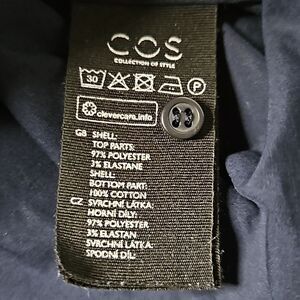 COS
COLLECTION OF STYLE
30 P
clevercare.info
GB SHELL:
TOP PARTS:
97% POLYESTER
3% ELASTANE
SHELL:
BOTTOM PART:
100% COTTON
CZ SVRCHNÍ LÁTKA:
HORNÍ DÍLY:
97% POLYESTER
3% ELASTAN
SVRCHNÍ LÁTKA:
SPODNÍ DÍL: